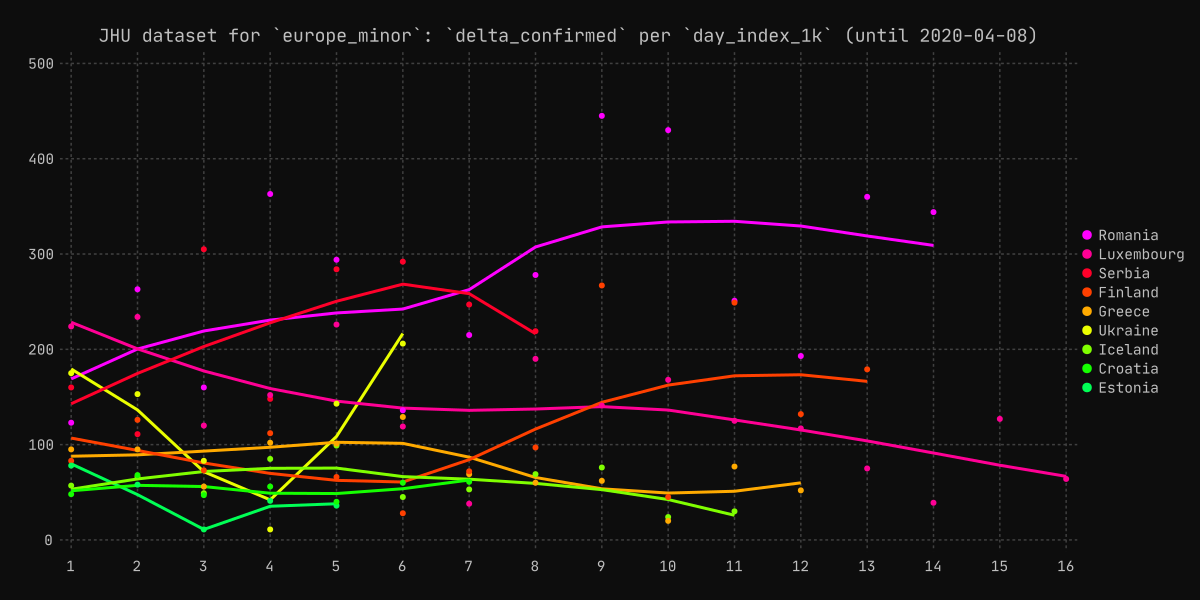 JHU dataset for `europe_minor`: `delta_confirmed` per `day_index_1k` (until 2020-04-08)
500
400
300
200
100
0
1 2 3 4 5 6 7 8 9 10 11 12 13 14 15 16
Romania
Luxembourg
Serbia
Finland
Greece
Ukraine
Iceland
Croatia
Estonia